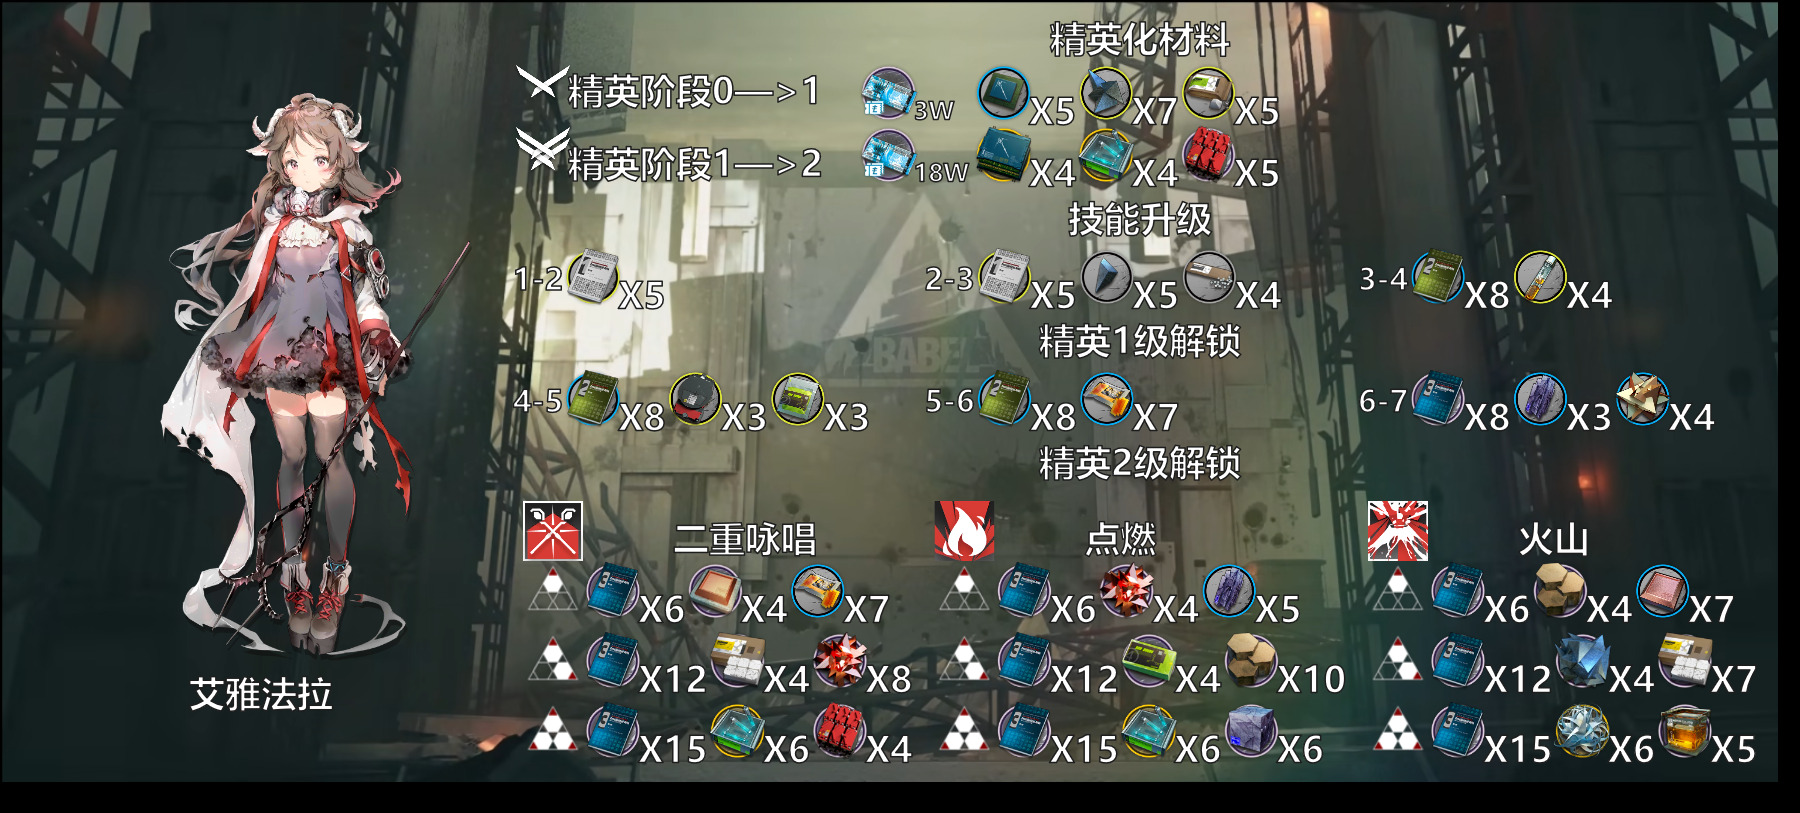 精英化材料
精英阶段0—>1 3W X5 X7 X5
精英阶段1—>2 18W X4 X4 X5
技能升级
1-2 X5
2-3 X5 X5 X4
3-4 X8 X4
精英1级解锁
4-5 X8 X3 X3
5-6 X8 X7
6-7 X8 X3 X4
精英2级解锁
二重咏唱
X6 X4 X7
X12 X4 X8
X15 X6 X4
点燃
X6 X4 X5
X12 X4 X10
X15 X6 X6
火山
X6 X4 X7
X12 X4 X7
X15 X6 X5
艾雅法拉
BABEL